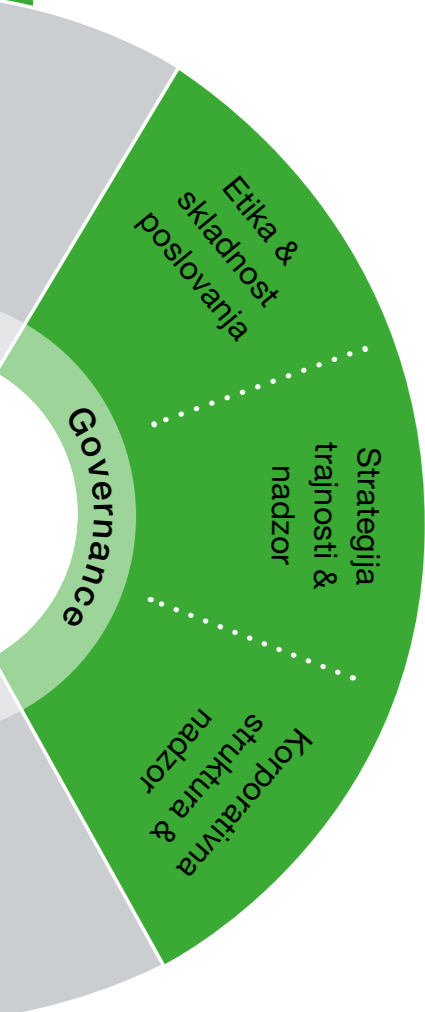 Etika &
skladnost
poslovanja
Governance
Strategija
trajnosti &
nadzor
Korporativna
struktura &
nadzor